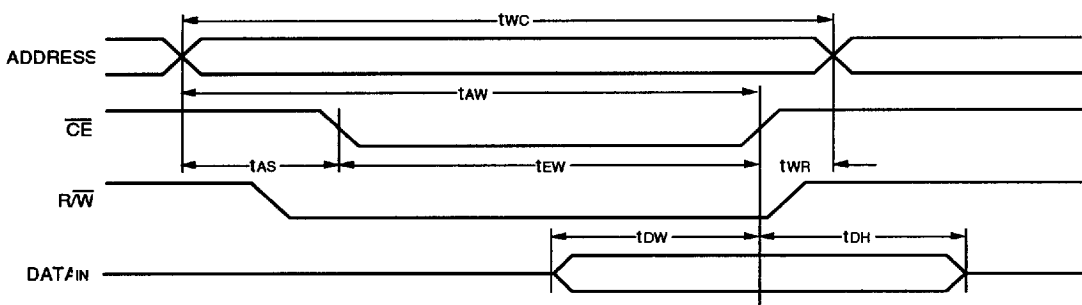 tWC
ADDRESS
tAW
CE
tAS
tEW
tWR
R/W
tDW
tDH
DATAIN